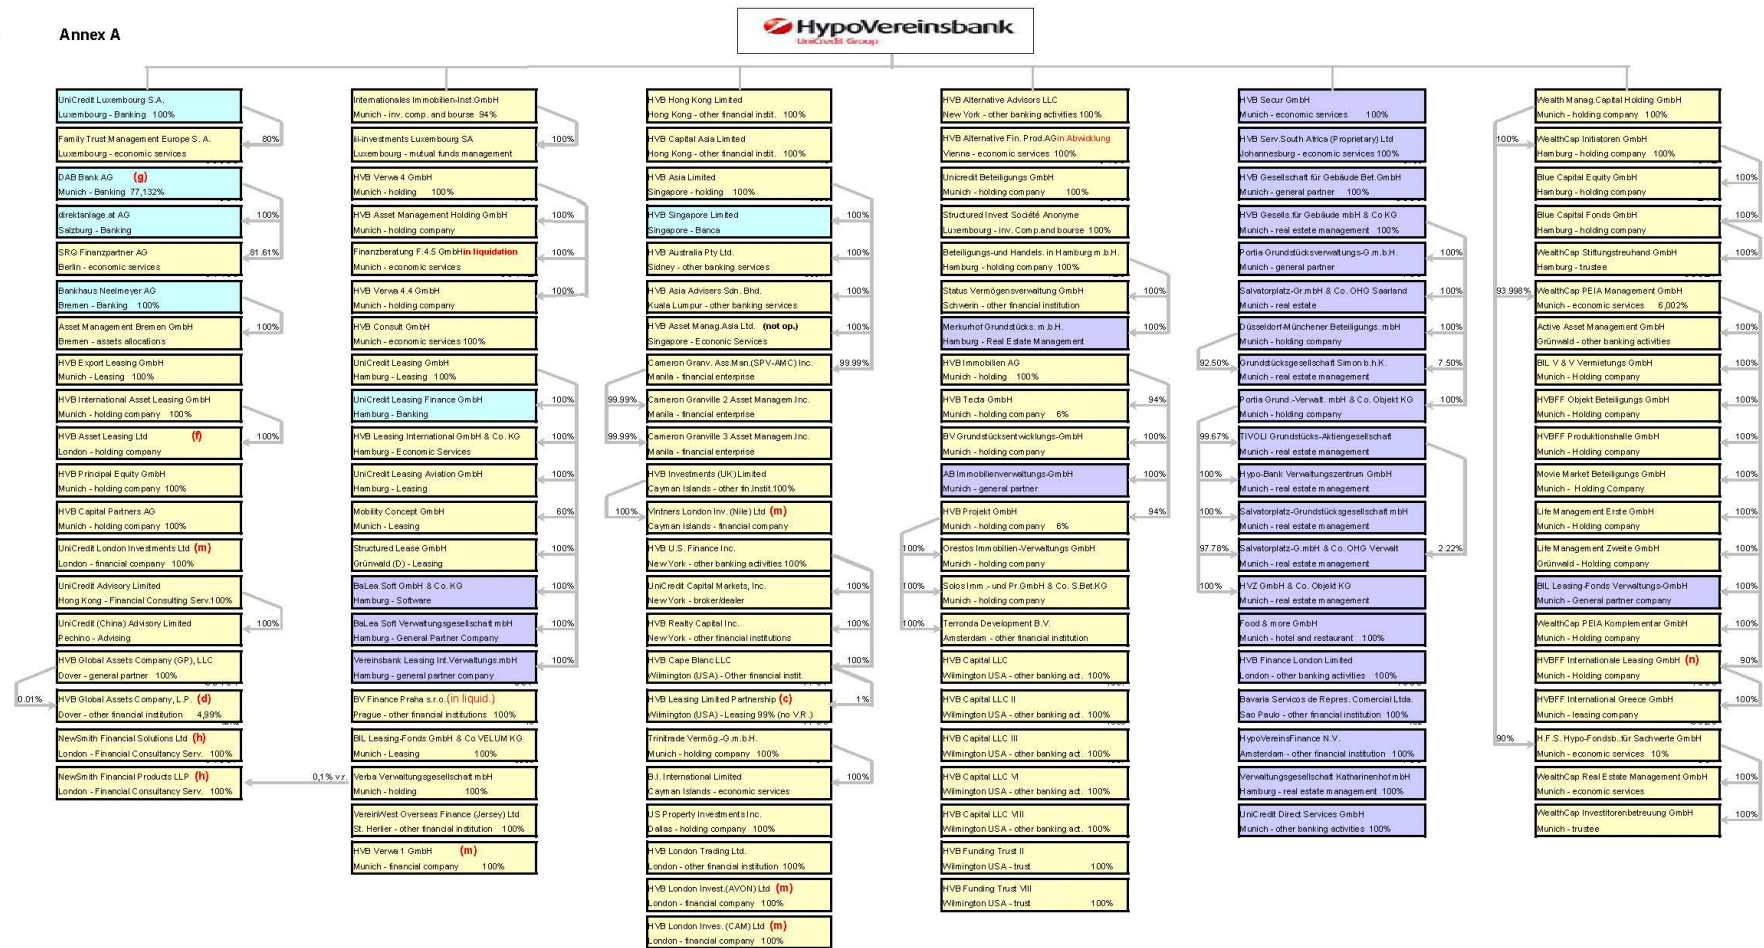 Annex A
HypoVereinsbank
UniCredit Group
UniCredit Luxembourg S.A.
Luxembourg - Banking 100%
Family Trust Management Europe S. A.
Luxembourg - economic services
80%
DAB Bank AG (g)
Munich - Banking 77,132%
direktanlage.at AG
Salzburg - Banking
100%
SRQ Finanzpartner AG
Berlin - economic services
81.61%
Bankhaus Neelmeyer AG
Bremen - Banking 100%
Asset Management Bremen GmbH
Bremen - assets allocations
100%
HVB Export Leasing GmbH
Munich - Leasing 100%
HVB International Asset Leasing GmbH
Munich - holding company 100%
HVB Asset Leasing Ltd (f)
London - holding company
100%
HVB Principal Equity GmbH
Munich - holding company 100%
HVB Capital Partners AG
Munich - holding company 100%
UniCredit London Investments Ltd (m)
London - financial company 100%
UniCredit Advisory Limited
Hong Kong - Financial Consulting Serv.100%
UniCredit (China) Advisory Limited
Pechino - Advising
100%
HVB Global Assets Company (GP), LLC
Dover - general partner 100%
0.01%
HVB Global Assets Company, L.P. (d)
Dover - other financial institution 4,99%
NewSmith Financial Solutions Ltd (h)
London - Financial Consultancy Serv. 100%
NewSmith Financial Products LLP (h)
London - Financial Consultancy Serv. 100%
0,1% v.r.
Internationales Immobilien-Inst.GmbH
Munich - inv. comp. and bourse 94%
iii-investments Luxembourg SA
Luxembourg - mutual funds management
100%
HVB Verwa 4 GmbH
Munich - holding 100%
HVB Asset Management Holding GmbH
Munich - holding company
100%
Finanzberatung F.4.5 GmbH in liquidation
Munich - economic services
100%
HVB Verwa 4.4 GmbH
Munich - holding company
100%
HVB Consult GmbH
Munich - economic services 100%
UniCredit Leasing GmbH
Hamburg - Leasing 100%
UniCredit Leasing Finance GmbH
Hamburg - Banking
100%
HVB Leasing International GmbH & Co. KG
Hamburg - Economic Services
100%
UniCredit Leasing Aviation GmbH
Hamburg - Leasing
100%
Mobility Concept GmbH
Munich - Leasing
60%
Structured Lease GmbH
Grünwald (D) - Leasing
100%
BaLea Soft GmbH & Co. KG
Hamburg - Software
100%
BaLea Soft Verwaltungsgesellschaft mbH
Hamburg - General Partner Company
100%
Vereinsbank Leasing Int.Verwaltungs.mbH
Hamburg - general partner company
100%
BV Finance Praha s.r.o.(in liquid.)
Prague - other financial institutions 100%
BIL Leasing-Fonds GmbH & Co VELUM KG
Munich - Leasing 100%
Verba Verwaltungsgesellschaft mbH
Munich - holding 100%
VereinWest Overseas Finance (Jersey) Ltd
St. Herlier - other financial institution 100%
HVB Verwa 1 GmbH (m)
Munich - financial company 100%
HVB Hong Kong Limited
Hong Kong - other financial instit. 100%
HVB Capital Asia Limited
Hong Kong - other financial instit. 100%
HVB Asia Limited
Singapore - holding 100%
HVB Singapore Limited
Singapore - Banca
100%
HVB Australia Pty Ltd.
Sidney - other banking services
100%
HVB Asia Advisers Sdn. Bhd.
Kuala Lumpur - other banking services
100%
HVB Asset Manag.Asia Ltd. (not op.)
Singapore - Econonic Services
100%
Cameron Granv. Ass.Man.(SPV-AMC) Inc.
Manila - financial enterprise
99.99%
99.99%
Cameron Granville 2 Asset Managem.Inc.
Manila - financial enterprise
99.99%
Cameron Granville 3 Asset Managem.Inc.
Manila - financial enterprise
HVB Investments (UK) Limited
Cayman Islands - other fin.Instit.100%
100%
Vintners London Inv. (Nile) Ltd (m)
Cayman Islands - financial company
HVB U.S. Finance Inc.
New York - other banking activities 100%
UniCredit Capital Markets, Inc.
New York - broker/dealer
100%
HVB Realty Capital Inc.
New York - other financial institutions
100%
HVB Cape Blanc LLC
Wilmington (USA) - Other financial instit.
100%
HVB Leasing Limited Partnership (c)
Wilmington (USA) - Leasing 99% (no V.R.)
1%
Trinitrade Vermög.-G.m.b.H.
Munich - holding company 100%
B.I. International Limited
Cayman Islands - economic services
100%
US Property Investments Inc.
Dallas - holding company 100%
HVB London Trading Ltd.
London - other financial institution 100%
HVB London Invest.(AVON) Ltd (m)
London - financial company 100%
HVB London Inves. (CAM) Ltd (m)
London - financial company 100%
HVB Alternative Advisors LLC
New York - other banking activities 100%
HVB Alternative Fin. Prod.AG in Abwicklung
Vienna - economic services 100%
Unicredit Beteiligungs GmbH
Munich - holding company 100%
Structured Invest Société Anonyme
Luxembourg - inv. Comp.and bourse 100%
Beteiligungs-und Handels. in Hamburg m.b.H.
Hamburg - holding company 100%
Status Vermögensverwaltung GmbH
Schwerin - other financial institution
100%
Merkurhof Grundstücks. m.b.H.
Hamburg - Real Estate Management
100%
HVB Immobilien AG
Munich - holding 100%
HVB Tecta GmbH
Munich - holding company 6%
94%
BV Grundstücksentwicklungs-GmbH
Munich - holding company
100%
AB Immobilienverwaltungs-GmbH
Munich - general partner
100%
HVB Projekt GmbH
Munich - holding company 6%
94%
100%
Orestos Immobilien-Verwaltungs GmbH
Munich - holding company
100%
Solos Imm.- und Pr.GmbH & Co. S.Bet.KG
Munich - holding company
100%
Terronda Development B.V.
Amsterdam - other financial institution
HVB Capital LLC
Wilmington USA - other banking act. 100%
HVB Capital LLC II
Wilmington USA - other banking act. 100%
HVB Capital LLC III
Wilmington USA - other banking act. 100%
HVB Capital LLC VI
Wilmington USA - other banking act. 100%
HVB Capital LLC VIII
Wilmington USA - other banking act. 100%
HVB Funding Trust II
Wilmington USA - trust 100%
HVB Funding Trust VIII
Wilmington USA - trust 100%
HVB Secur GmbH
Munich - economic services 100%
HVB Serv.South Africa (Proprietary) Ltd
Johannesburg - economic services 100%
HVB Gesellschaft für Gebäude Bet.GmbH
Munich - general partner 100%
HVB Gesells.für Gebäude mbH & Co KG
Munich - real estate management 100%
Portia Grundstücksverwaltungs-G.m.b.H.
Munich - general partner
100%
Salvatorplatz-Gr.mbH & Co. OHG Saarland
Munich - real estate
100%
Düsseldorf-Münchener Beteiligungs. mbH
Munich - holding company
100%
92.50%
Grundstücksgesellschaft Simon b.h.K.
Munich - real estate management
7.50%
Portia Grund.-Verwalt. mbH & Co. Objekt KG
Munich - holding company
100%
99.67%
TIVOLI Grundstücks-Aktiengesellschaft
Munich - real estate management
100%
Hypo-Bank Verwaltungszentrum GmbH
Munich - real estate management
100%
Salvatorplatz-Grundstücksgesellschaft mbH
Munich - real estate management
97.78%
Salvatorplatz-G.mbH & Co. OHG Verwalt
Munich - real estate management
2.22%
100%
HVZ GmbH & Co. Objekt KG
Munich - real estate management
Food & more GmbH
Munich - hotel and restaurant 100%
HVB Finance London Limited
London - other banking activities 100%
Bavaria Servicos de Repres. Comercial Ltda.
Sao Paulo - other financial institution 100%
HypoVereinsFinance N.V.
Amsterdam - other financial institution 100%
Verwaltungsgesellschaft Katharinenhof mbH
Hamburg - real estate management 100%
UniCredit Direct Services GmbH
Munich - other banking activities 100%
Wealth Manag.Capital Holding GmbH
Munich - holding company 100%
100%
WealthCap Initiatoren GmbH
Hamburg - holding company 100%
Blue Capital Equity GmbH
Hamburg - holding company
100%
Blue Capital Fonds GmbH
Hamburg - holding company
100%
WealthCap Stiftungstreuhand GmbH
Hamburg - trustee
100%
93.998%
WealthCap PEIA Management GmbH
Munich - economic services 6,002%
Active Asset Management GmbH
Grünwald - other banking activities
100%
BIL V & V Vermietungs GmbH
Munich - Holding company
100%
HVBFF Objekt Beteiligungs GmbH
Munich - Holding company
100%
HVBFF Produktionshalle GmbH
Munich - Holding company
100%
Movie Market Beteiligungs GmbH
Munich - Holding Company
100%
Life Management Erste GmbH
Munich - Holding company
100%
Life Management Zweite GmbH
Grünwald - Holding company
100%
BIL Leasing-Fonds Verwaltungs-GmbH
Munich - General partner company
100%
WealthCap PEIA Komplementar GmbH
Munich - Holding company
100%
HVBFF Internationale Leasing GmbH (n)
Munich - Holding company
90%
HVBFF International Greece GmbH
Munich - leasing company
100%
90%
H.F.S. Hypo-Fondsb..für Sachwerte GmbH
Munich - economic services 10%
WealthCap Real Estate Management GmbH
Munich - economic services
100%
WealthCap Investitorenbetreuung GmbH
Munich - trustee
100%